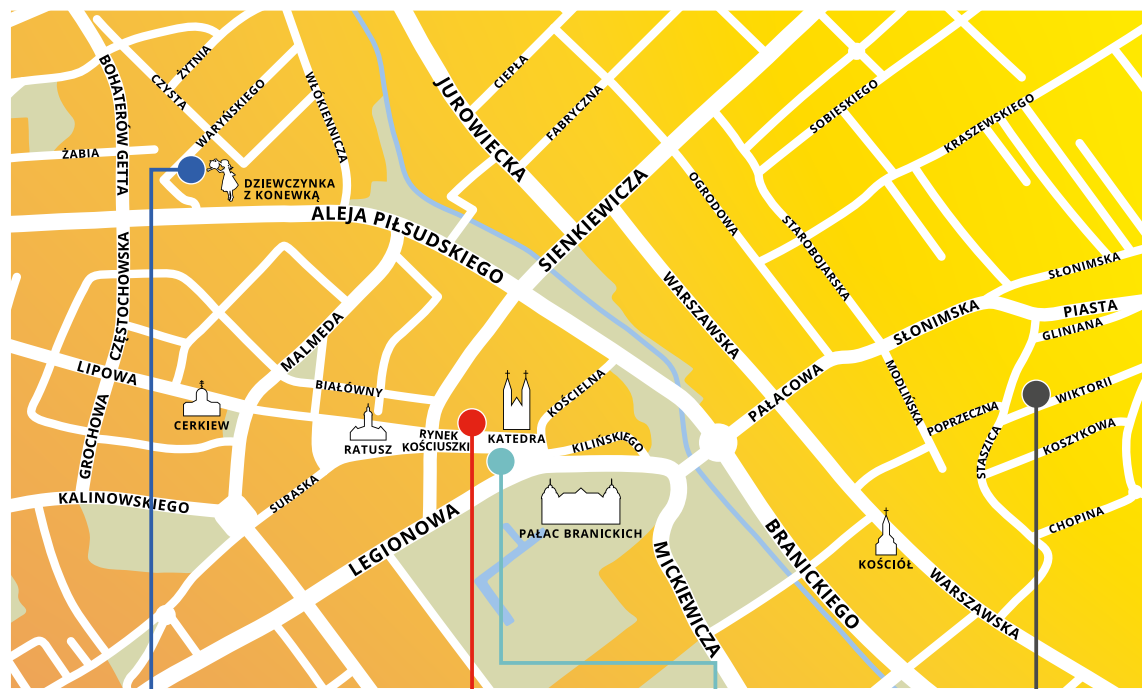 BOHATERÓW GETTA
ŻYTNIA
CZYSTA
WARYŃSKIEGO
WŁÓKIENNICZA
ŻABIA
DZIEWCZYNKA
Z KONEWKĄ
JUROWIECKA
CIEPŁA
FABRYCZNA
SOBIESKIEGO
KRASZEWSKIEGO
ALEJA PIŁSUDSKIEGO
SIENKIEWICZA
OGRODOWA
STAROBOJARSKA
WARSZAWSKA
SŁONIMSKA
SŁONIMSKA
PIASTA
GLINIANA
CZĘSTOCHOWSKA
MALMEDA
LIPOWA
BIAŁÓWNY
GROCHOWA
CERKIEW
RATUSZ
RYNEK
KOŚCIUSZKI
KATEDRA
KOŚCIELNA
KILIŃSKIEGO
PAŁACOWA
MODLIŃSKA
POPRZECZNA
WIKTORII
STASZICA
KOSZYKOWA
CHOPINA
KALINOWSKIEGO
SURASKA
LEGIONOWA
PAŁAC BRANICKICH
MICKIEWICZA
BRANICKIEGO
KOŚCIÓŁ
WARSZAWSKA